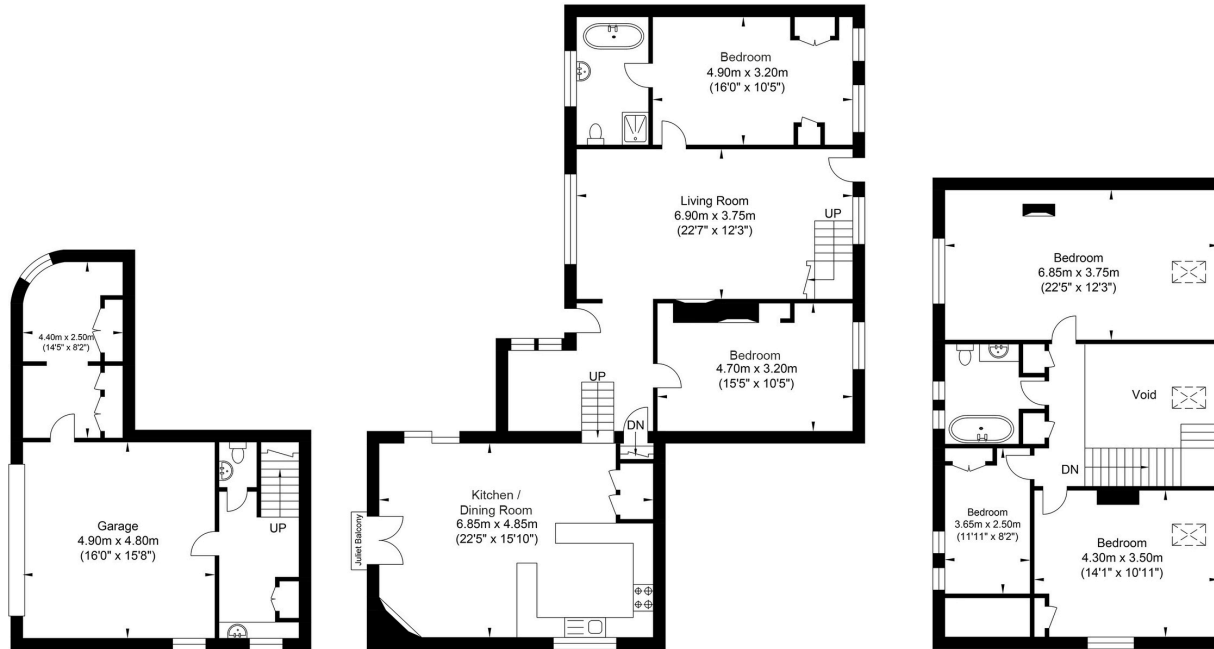 4.40m x 2.50m
(14'5" x 8'2")
Garage
4.90m x 4.80m
(16'0" x 15'8")
UP
Bedroom
4.90m x 3.20m
(16'0" x 10'5")
Living Room
6.90m x 3.75m
(22'7" x 12'3")
UP
Bedroom
4.70m x 3.20m
(15'5" x 10'5")
UP
DN
Kitchen /
Dining Room
6.85m x 4.85m
(22'5" x 15'10")
Juliet Balcony
Bedroom
6.85m x 3.75m
(22'5" x 12'3")
Void
DN
Bedroom
3.65m x 2.50m
(11'11" x 8'2")
Bedroom
4.30m x 3.50m
(14'1" x 10'11")